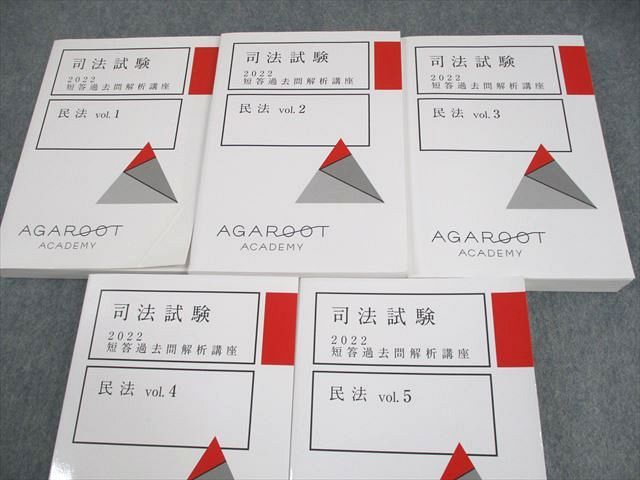 司法試験
2022
短答過去問解析講座
民法 vol.1
AGAROOT
ACADEMY
司法試験
2022
短答過去問解析講座
民法 vol.2
AGAROOT
ACADEMY
司法試験
2022
短答過去問解析講座
民法 vol.3
AGAROOT
ACADEMY
司法試験
2022
短答過去問解析講座
民法 vol.4
司法試験
2022
短答過去問解析講座
民法 vol.5